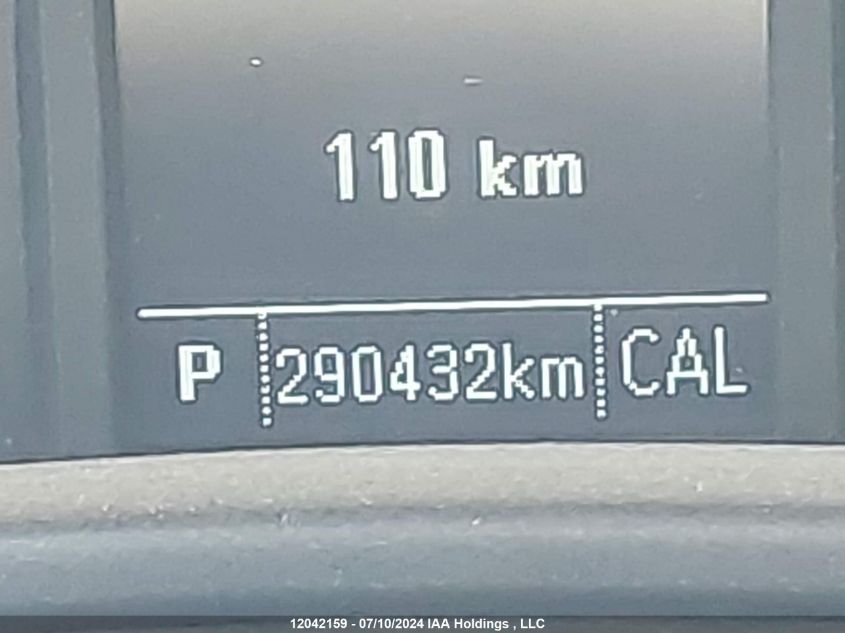 110 km
P 290432km CAL
12042159 - 07/10/2024 IAA Holdings , LLC